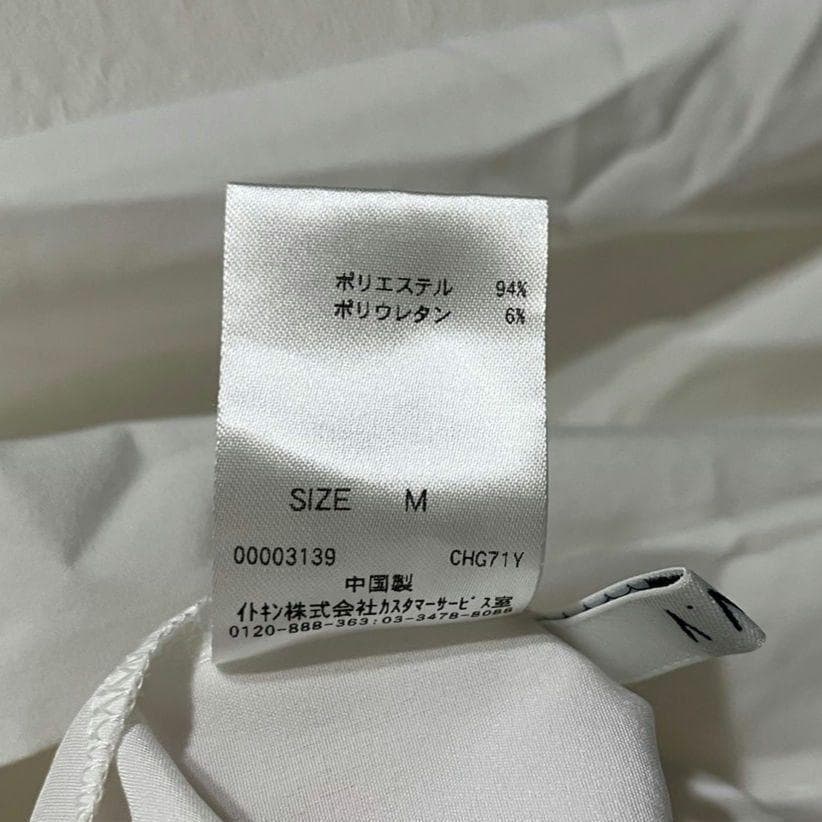 ポリエステル 94%
ポリウレタン 6%
SIZE M
00003139 CHG71Y
中国製
イトキン株式会社カスタマーサービス室
0120-888-363:03-3478-8088